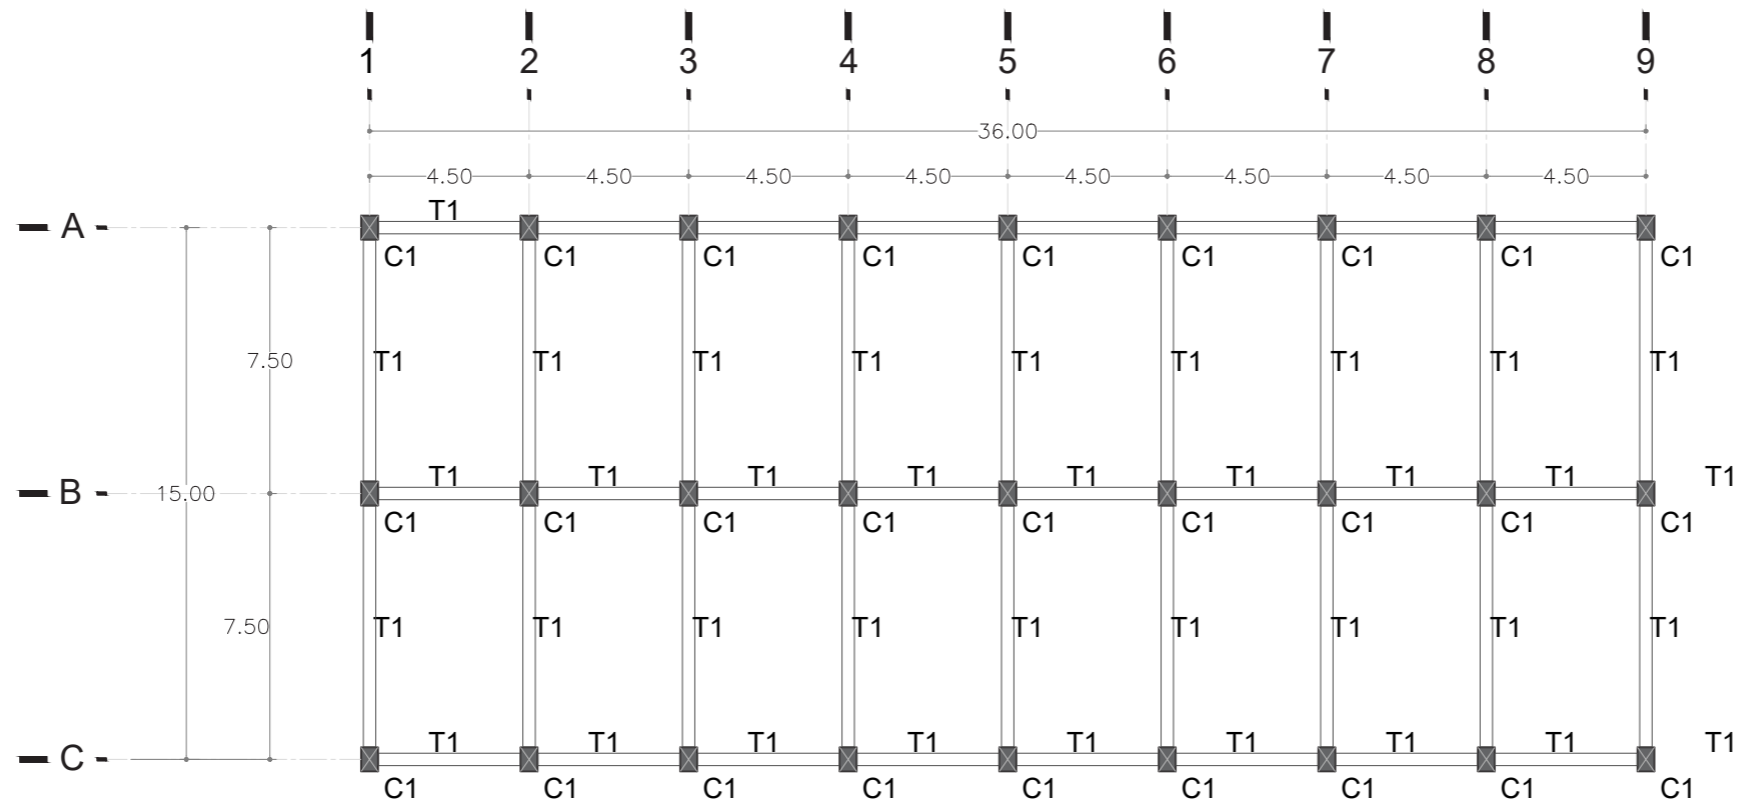 1 2 3 4 5 6 7 8 9
36.00
4.50 4.50 4.50 4.50 4.50 4.50 4.50 4.50
T1
A
C1 C1 C1 C1 C1 C1 C1 C1 C1
7.50 T1 T1 T1 T1 T1 T1 T1 T1 T1
T1 T1 T1 T1 T1 T1 T1 T1 T1
B 15.00
C1 C1 C1 C1 C1 C1 C1 C1 C1
7.50 T1 T1 T1 T1 T1 T1 T1 T1 T1
T1 T1 T1 T1 T1 T1 T1 T1 T1
C
C1 C1 C1 C1 C1 C1 C1 C1 C1